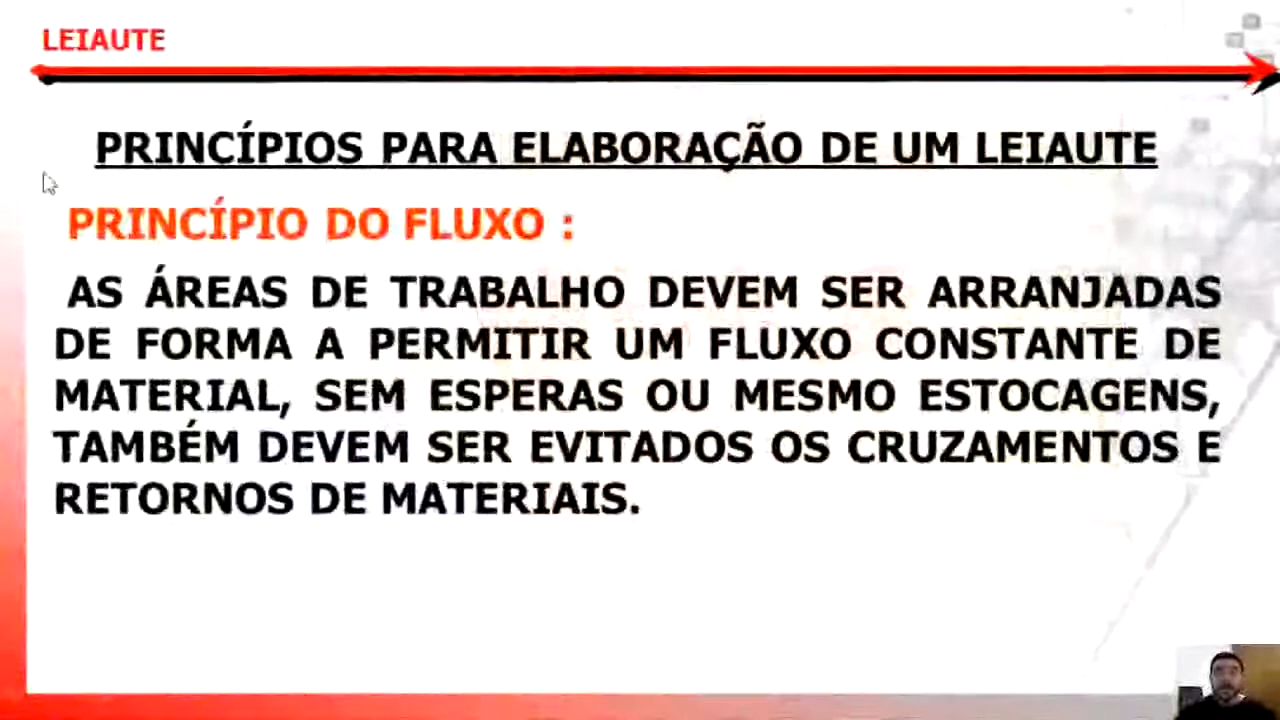 LEIAUTE
PRINCÍPIOS PARA ELABORAÇÃO DE UM LEIAUTE
PRINCÍPIO DO FLUXO :
AS ÁREAS DE TRABALHO DEVEM SER ARRANJADAS
DE FORMA A PERMITIR UM FLUXO CONSTANTE DE
MATERIAL, SEM ESPERAS OU MESMO ESTOCAGENS,
TAMBÉM DEVEM SER EVITADOS OS CRUZAMENTOS E
RETORNOS DE MATERIAIS.